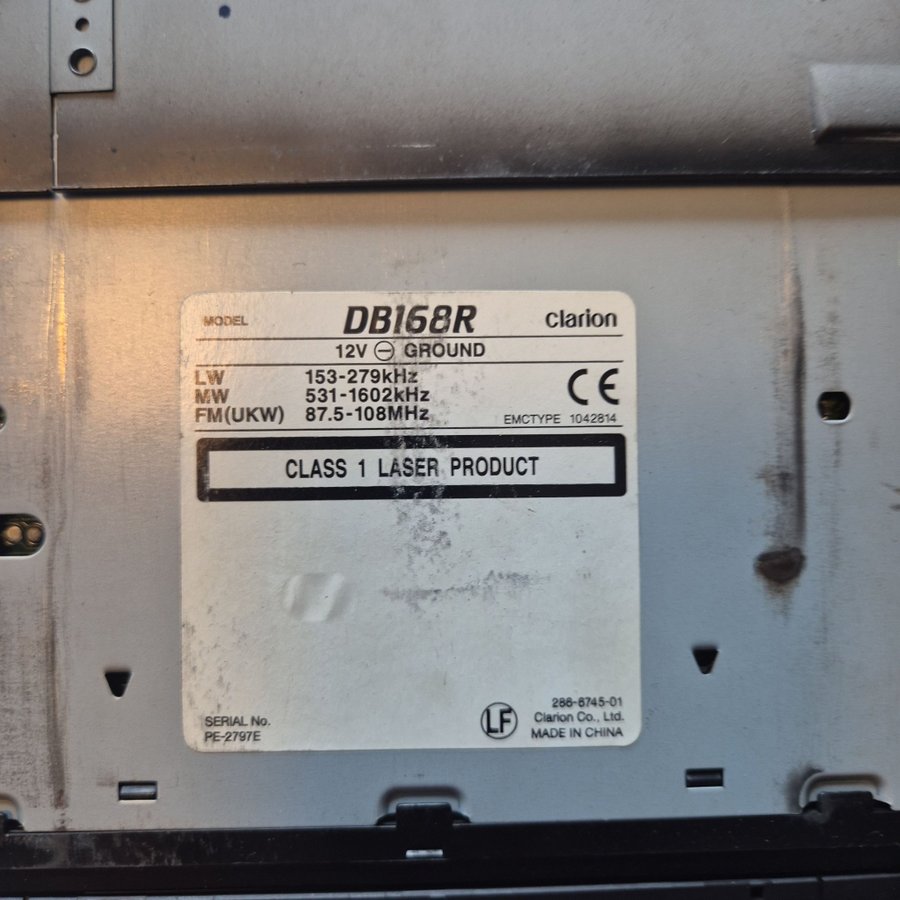 MODEL DB168R clarion
12V ⊖ GROUND
LW 153-279kHz
MW 531-1602kHz
FM(UKW) 87.5-108MHz
CE
EMCTYPE 1042814
CLASS 1 LASER PRODUCT
SERIAL No.
PE-2797E
LF
286-6745-01
Clarion Co., Ltd.
MADE IN CHINA